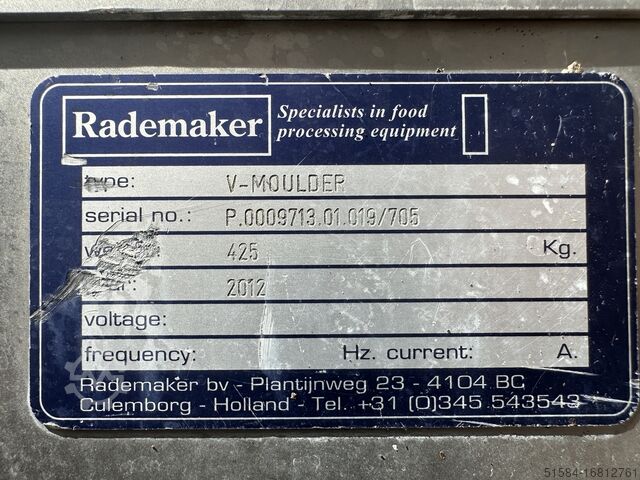 Rademaker
Specialists in food
processing equipment
type: V-MOULDER
serial no.: P.0009713.01.019/705
425 Kg.
2012
voltage:
frequency: Hz. current: A.
Rademaker bv - Plantijnweg 23 - 4104 BC
Culemborg - Holland - Tel. +31 (0)345 543543
51584-16812761